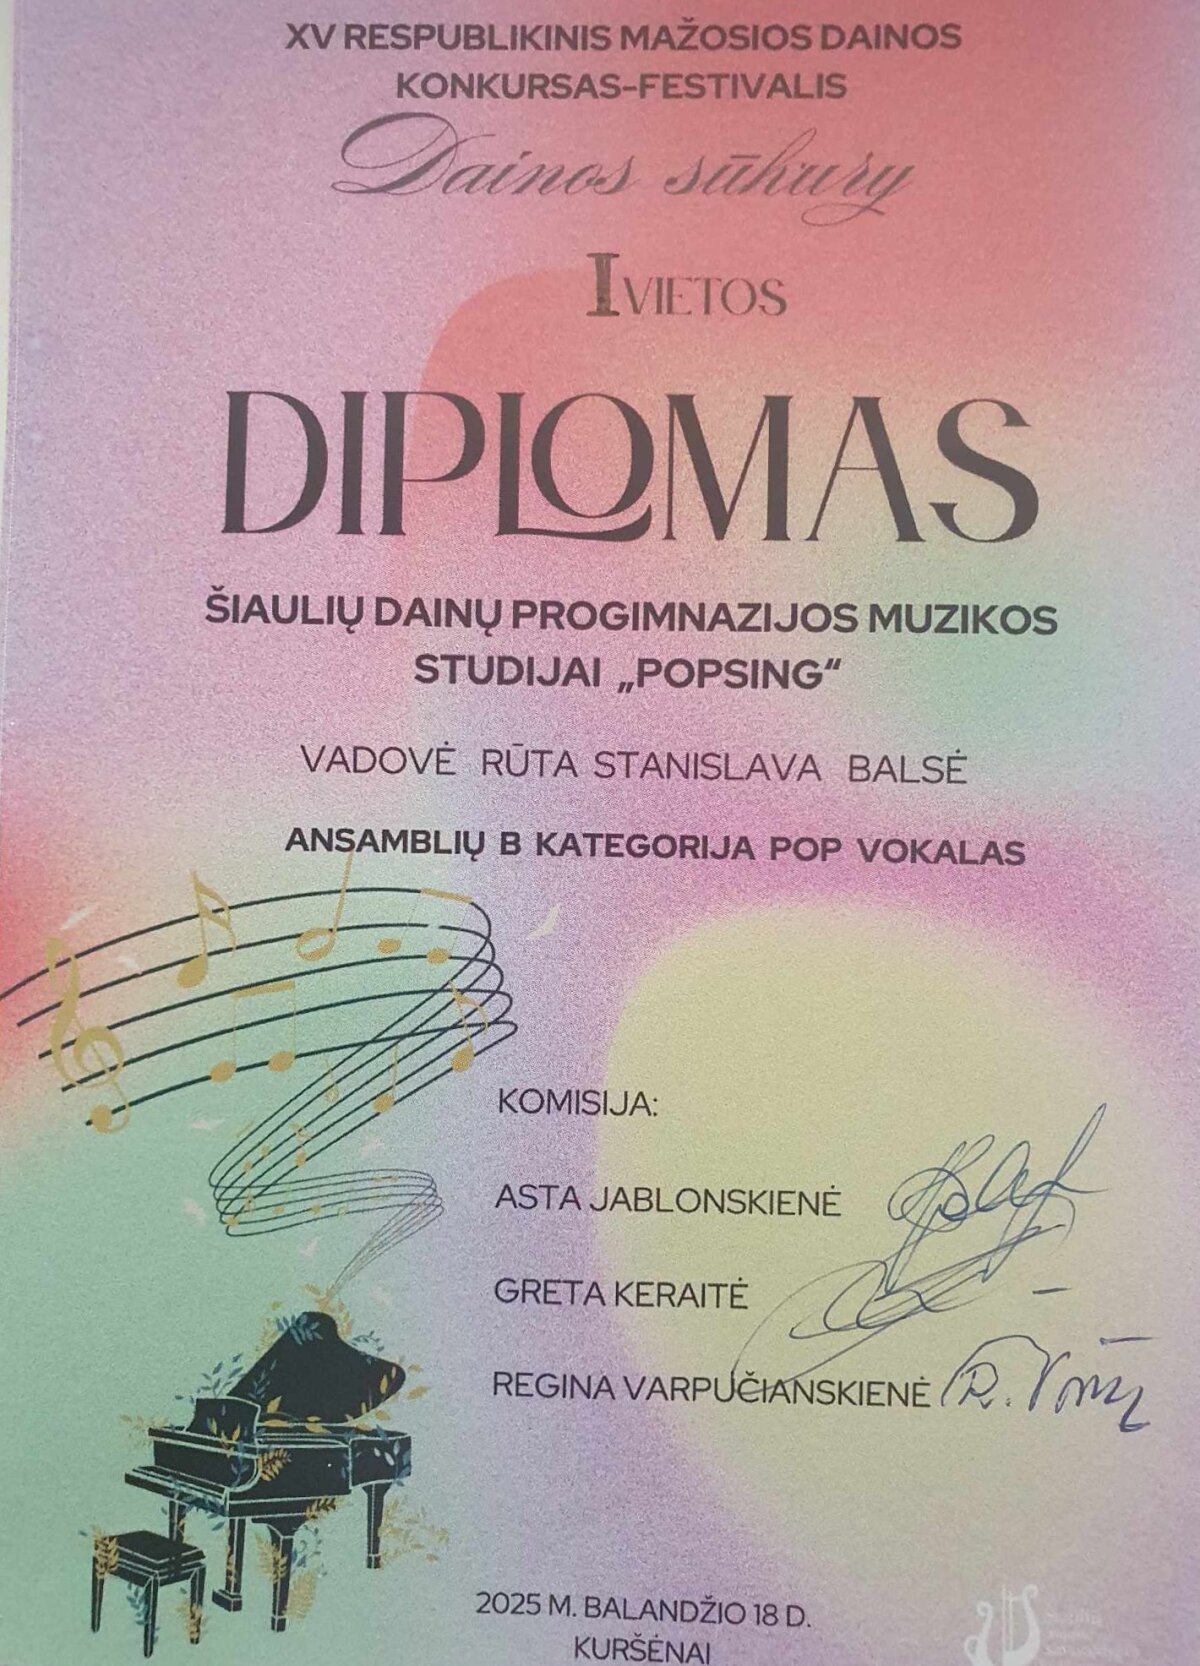 XV RESPUBLIKINIS MAŽOSIOS DAINOS
KONKURSAS-FESTIVALIS
Dainos sūkury
I VIETOS
DIPLOMAS
ŠIAULIŲ DAINŲ PROGIMNAZIJOS MUZIKOS
STUDIJAI „POPSING“
VADOVĖ RŪTA STANISLAVA BALSĖ
ANSAMBLIŲ B KATEGORIJA POP VOKALAS
KOMISIJA:
ASTA JABLONSKIENĖ
GRETA KERAITĖ
REGINA VARPUČIANSKIENĖ
2025 M. BALANDŽIO 18 D.
KURŠĖNAI